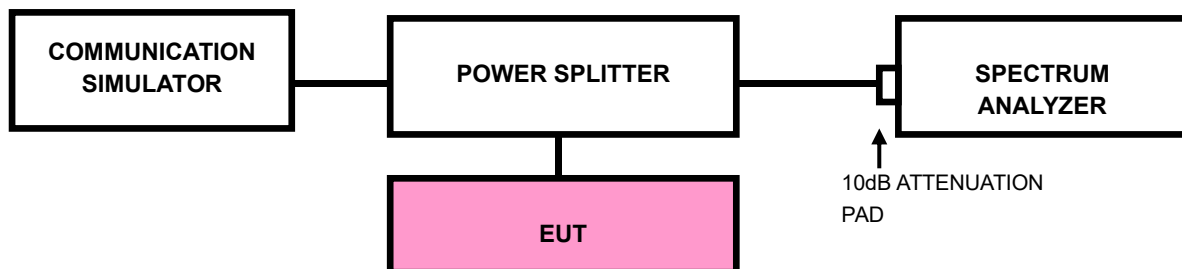 COMMUNICATION
SIMULATOR
POWER SPLITTER
SPECTRUM
ANALYZER
10dB ATTENUATION
PAD
EUT